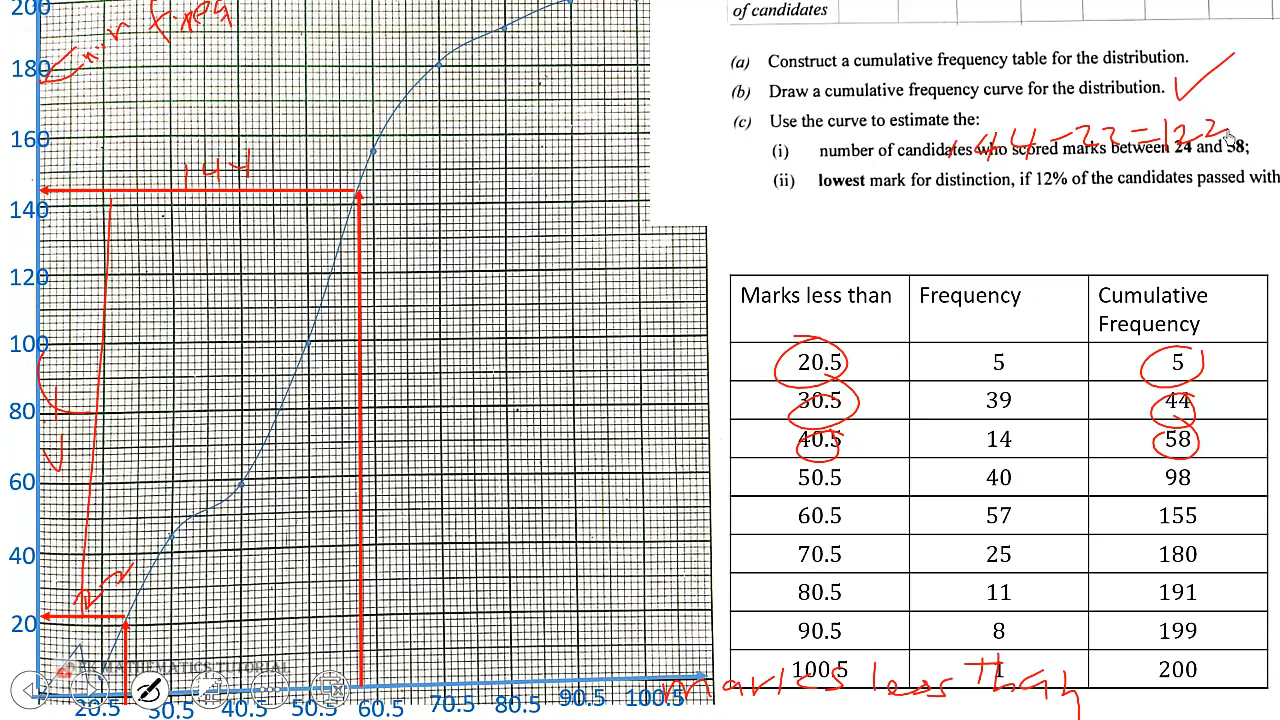 200
180
160
140
120
100
80
60
40
20
20.5 30.5 40.5 50.5 60.5 70.5 80.5 90.5 100.5
freq
144
22
MATHEMATICS TUTORIAL
marks less than
of candidates
(a) Construct a cumulative frequency table for the distribution.
(b) Draw a cumulative frequency curve for the distribution.
(c) Use the curve to estimate the:
144-22=122
(i) number of candidates who scored marks between 24 and 58;
(ii) lowest mark for distinction, if 12% of the candidates passed with
Marks less than Frequency Cumulative Frequency
20.5 5 5
30.5 39 44
40.5 14 58
50.5 40 98
60.5 57 155
70.5 25 180
80.5 11 191
90.5 8 199
100.5 1 200